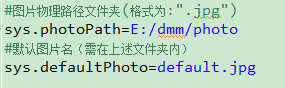 #图片物理路径文件夹(格式为:".jpg")
sys.photoPath=E:/dmm/photo
#默认图片名（需在上述文件夹内）
sys.defaultPhoto=default.jpg